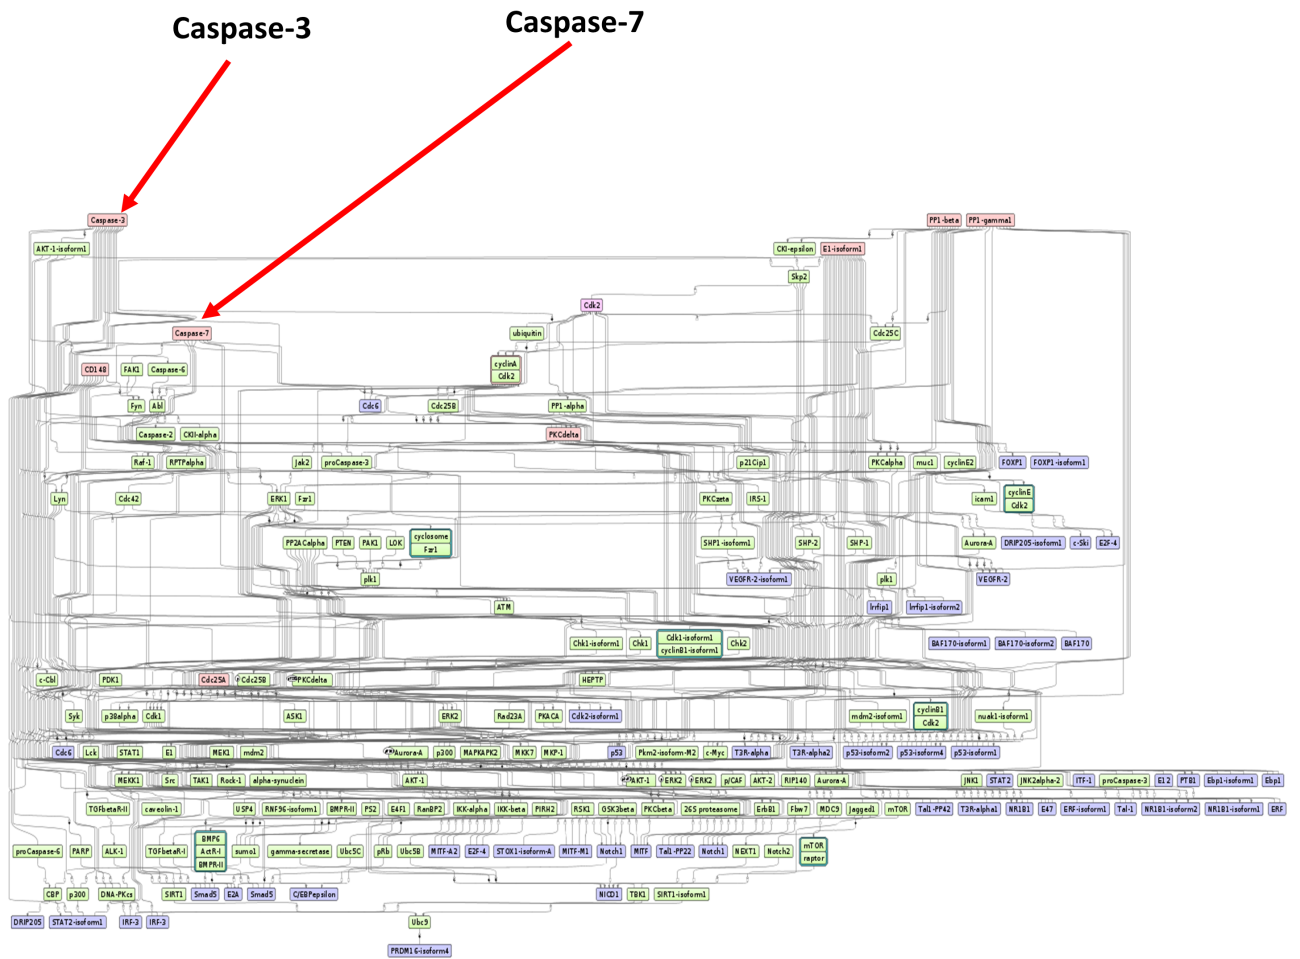 Caspase-3
Caspase-7
Caspase-3
PP1-beta
PP1-gamma1
AKT-1-isoform1
CKI-epsilon
E1-isoform1
Skp2
Cdk2
Caspase-7
ubiquitin
Cdc25C
CD148
FAK1
Caspase-6
cyclinA
Cdk2
Fyn
Abl
Cdc6
Cdc25B
PP1-alpha
Caspase-2
CKII-alpha
PKCdelta
Raf-1
RPTPalpha
Jak2
proCaspase-3
p21Cip1
PKCalpha
muc1
cyclinE2
FOXP1
FOXP1-isoform1
Lyn
Cdc42
ERK1
Fzr1
PKCzeta
IRS-1
icam1
cyclinE
Cdk2
PP2ACalpha
PTEN
PAK1
LOK
cyclosome
Fzr1
SHP1-isoform1
SHP-2
SHP-1
Aurora-A
DRIP205-isoform1
c-Ski
E2F-4
plk1
VEGFR-2-isoform1
plk1
VEGFR-2
ATM
lrrfip1
lrrfip1-isoform2
Chk1-isoform1
Chk1
Cdk1-isoform1
cyclinB1-isoform1
Chk2
BAF170-isoform1
BAF170-isoform2
BAF170
c-Cbl
PDK1
Cdc25A
Cdc25B
PKCdelta
HEPTP
Syk
p38alpha
Cdk1
ASK1
ERK2
Rad23A
PKACA
Cdk2-isoform1
mdm2-isoform1
cyclinB1
Cdk2
nuak1-isoform1
Cdc6
Lck
STAT1
E1
MEK1
mdm2
Aurora-A
p300
MAPKAPK2
MKK7
MKP-1
p53
Pkm2-isoform-M2
c-Myc
T3R-alpha
T3R-alpha2
p53-isoform2
p53-isoform4
p53-isoform1
MEKK1
Src
TAK1
Rock-1
alpha-synuclein
AKT-1
AKT-1
ERK2
ERK2
p/CAF
AKT-2
RIP140
Aurora-A
JNK1
STAT2
JNK2alpha-2
ITF-1
proCaspase-3
E12
PTB1
Ebp1-isoform1
Ebp1
TGFbetaR-II
caveolin-1
USP4
RNF96-isoform1
BMPR-II
PS2
E4F1
RanBP2
IKK-alpha
IKK-beta
PIRH2
RSK1
GSK3beta
PKCbeta
26S proteasome
ErbB1
Fbw7
MDC9
Jagged1
mTOR
Tal1-PP42
T3R-alpha1
NR1B1
E47
ERF-isoform1
Tal-1
NR1B1-isoform2
NR1B1-isoform1
ERF
proCaspase-6
PARP
ALK-1
TGFbetaR-I
BMP6
ActR-I
BMPR-II
sumo1
gamma-secretase
Ubc5C
pRb
Ubc5B
MITF-A2
E2F-4
STOX1-isoform-A
MITF-M1
Notch1
MITF
Tal1-PP22
Notch1
NEXT1
Notch2
mTOR
raptor
CBP
p300
DNA-PKcs
SIRT1
Smad5
E2A
Smad5
C/EBPepsilon
NICD1
TBK1
SIRT1-isoform1
DRIP205
STAT2-isoform1
IRF-3
IRF-3
Ubc9
PRDM16-isoform4